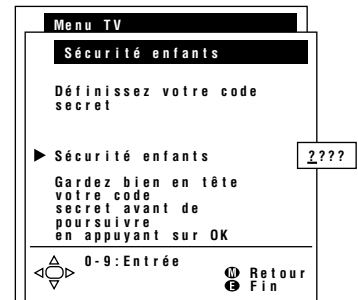 Menu TV
Sécurité enfants
Définissez votre code
secret
Sécurité enfants
????
Gardez bien en tête
votre code
secret avant de
poursuivre
en appuyant sur OK
0-9:Entrée
M Retour
E Fin